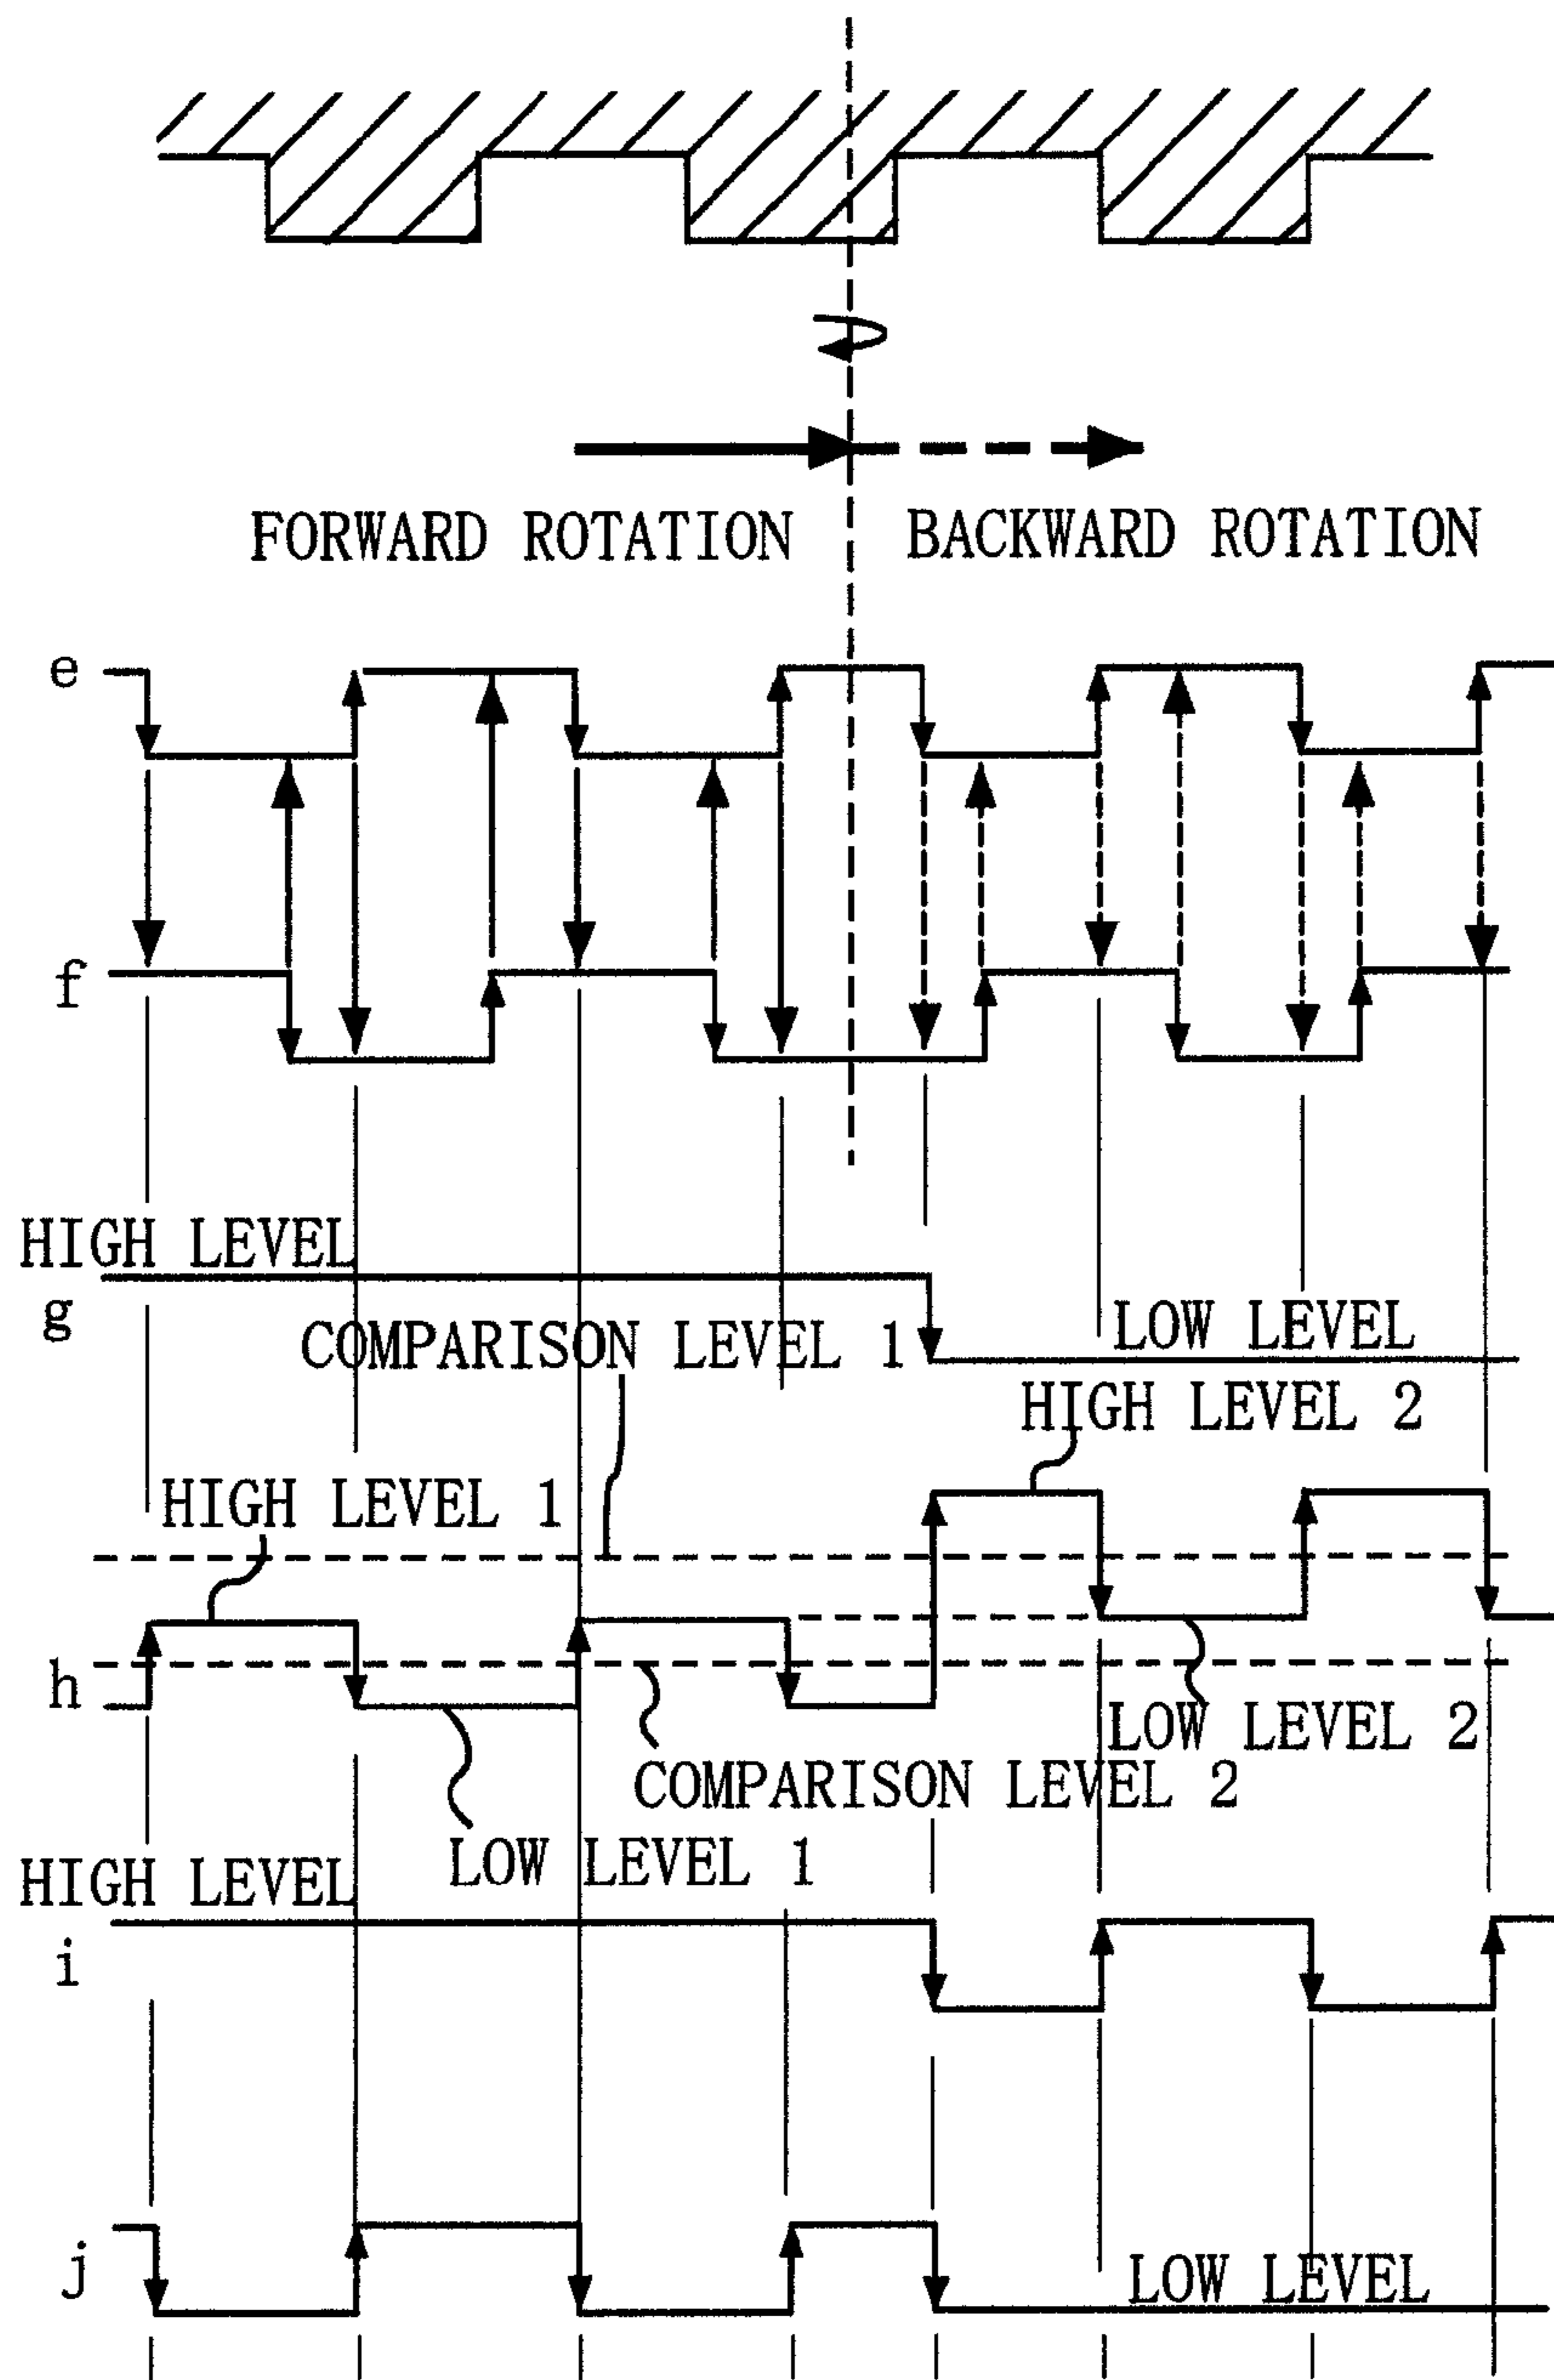 FORWARD ROTATION
BACKWARD ROTATION
e
f
HIGH LEVEL
g
COMPARISON LEVEL 1
LOW LEVEL
HIGH LEVEL 2
HIGH LEVEL 1
h
LOW LEVEL 2
COMPARISON LEVEL 2
LOW LEVEL 1
HIGH LEVEL
i
j
LOW LEVEL